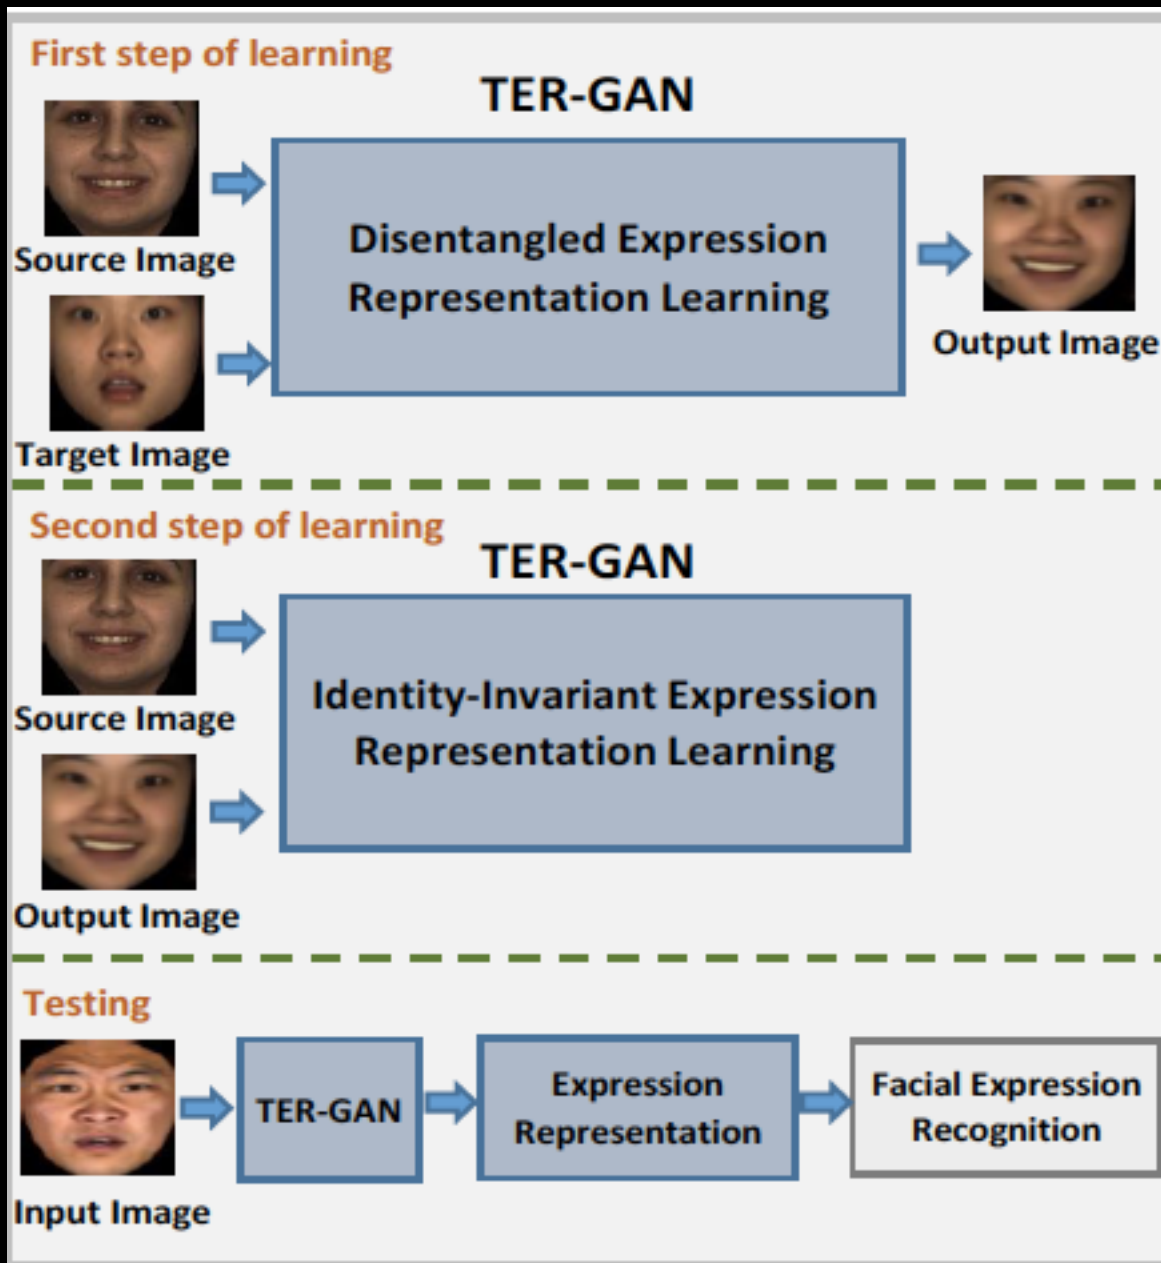 First step of learning
TER-GAN
Source Image
Disentangled Expression
Representation Learning
Target Image
Output Image
Second step of learning
TER-GAN
Source Image
Identity-Invariant Expression
Representation Learning
Output Image
Testing
Input Image
TER-GAN
Expression
Representation
Facial Expression
Recognition